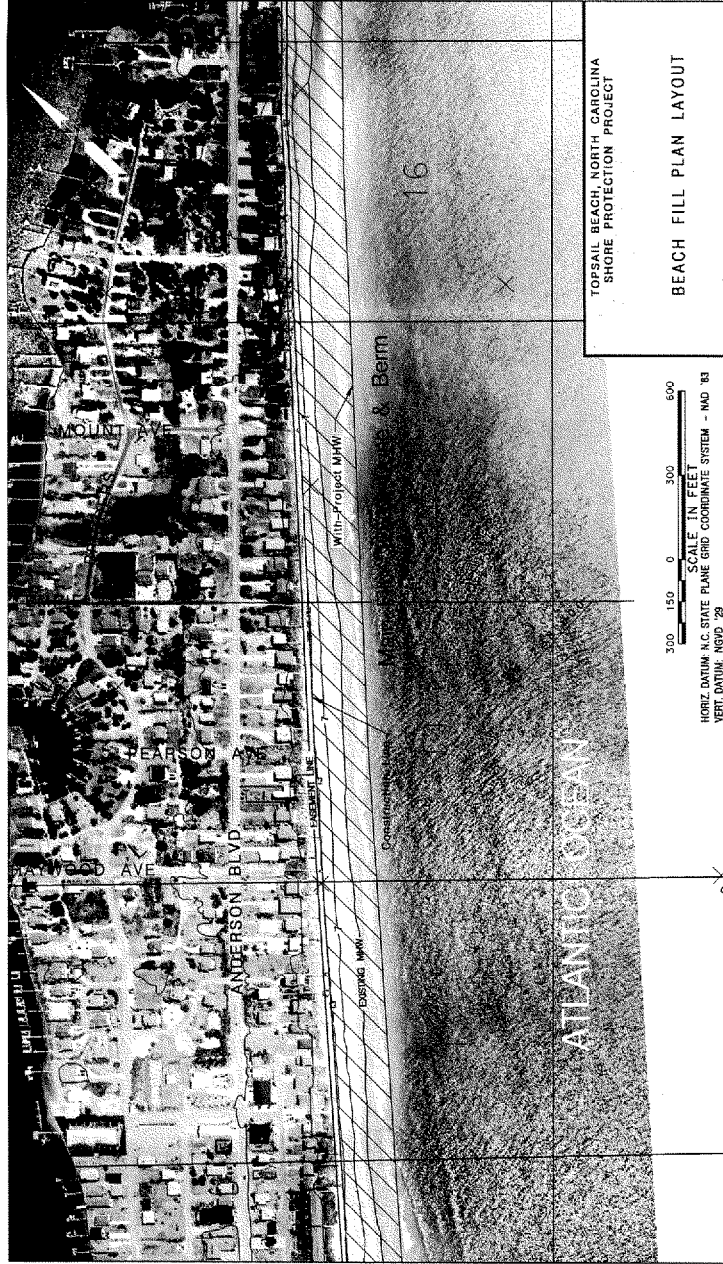 TOPSAIL BEACH, NORTH CAROLINA
SHORE PROTECTION PROJECT
BEACH FILL PLAN LAYOUT
16
MOUNT AVE
PEARSON AVE
HAYWOOD AVE
ANDERSON BLVD
EASEMENT LINE
With-Project MHW
& Berm
Construction Line
EXISTING MHW
ATLANTIC OCEAN
300 150 0 300 600
SCALE IN FEET
HORIZ. DATUM: N.C. STATE PLANE GRID COORDINATE SYSTEM - NAD '83
VERT. DATUM: NGVD '29